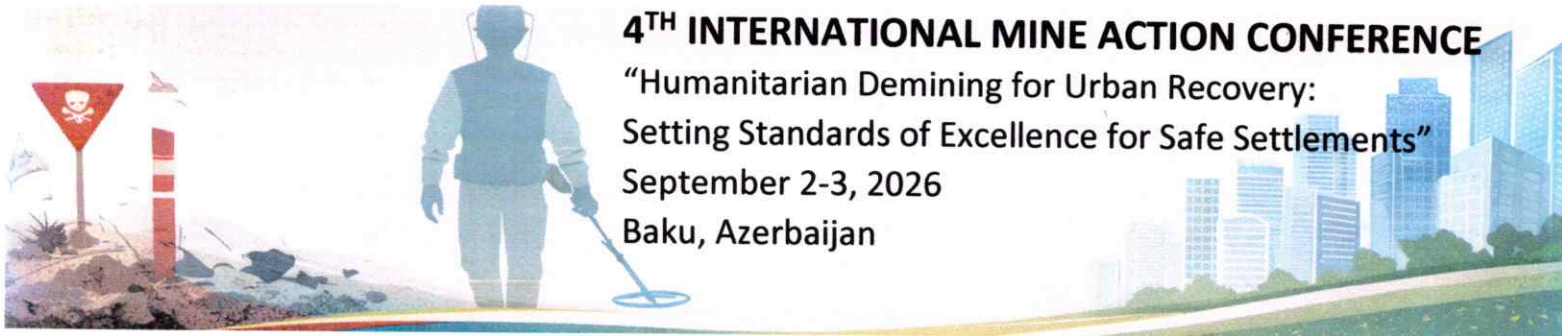 4TH INTERNATIONAL MINE ACTION CONFERENCE
“Humanitarian Demining for Urban Recovery:
Setting Standards of Excellence for Safe Settlements”
September 2-3, 2026
Baku, Azerbaijan